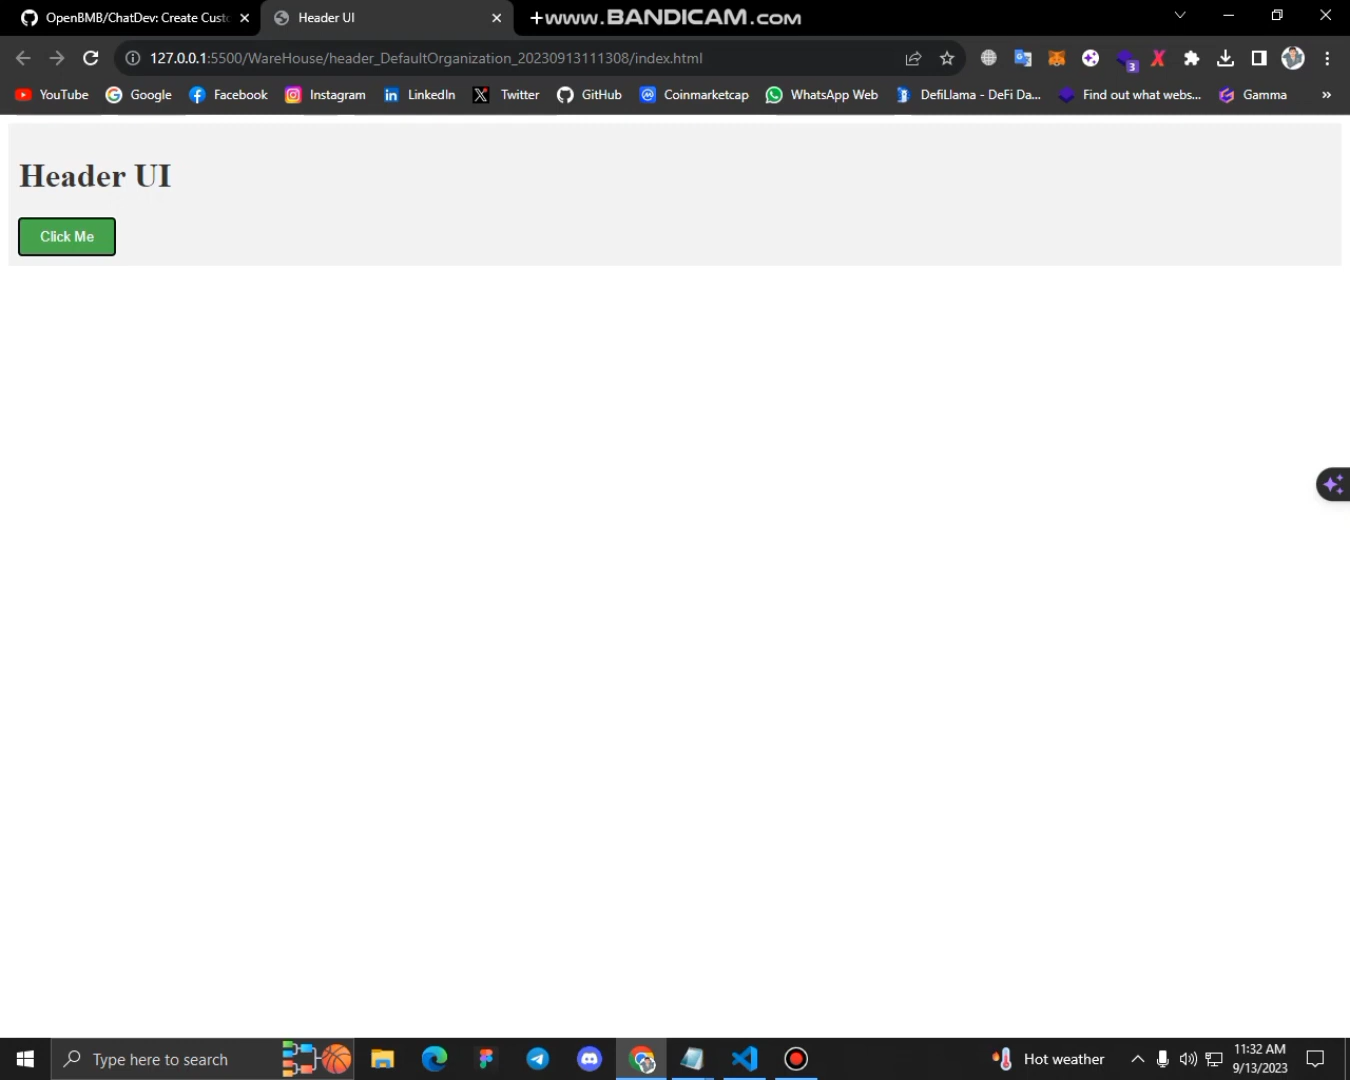 OpenBMB/ChatDev: Create Custo
Header UI
www.BANDICAM.com
127.0.0.1:5500/WareHouse/header_DefaultOrganization_20230913111308/index.html
3
YouTube
Google
Facebook
Instagram
LinkedIn
Twitter
GitHub
Coinmarketcap
WhatsApp Web
DefiLlama - DeFi Da...
Find out what webs...
Gamma
»
Header UI
Click Me
Type here to search
Hot weather
11:32 AM
9/13/2023